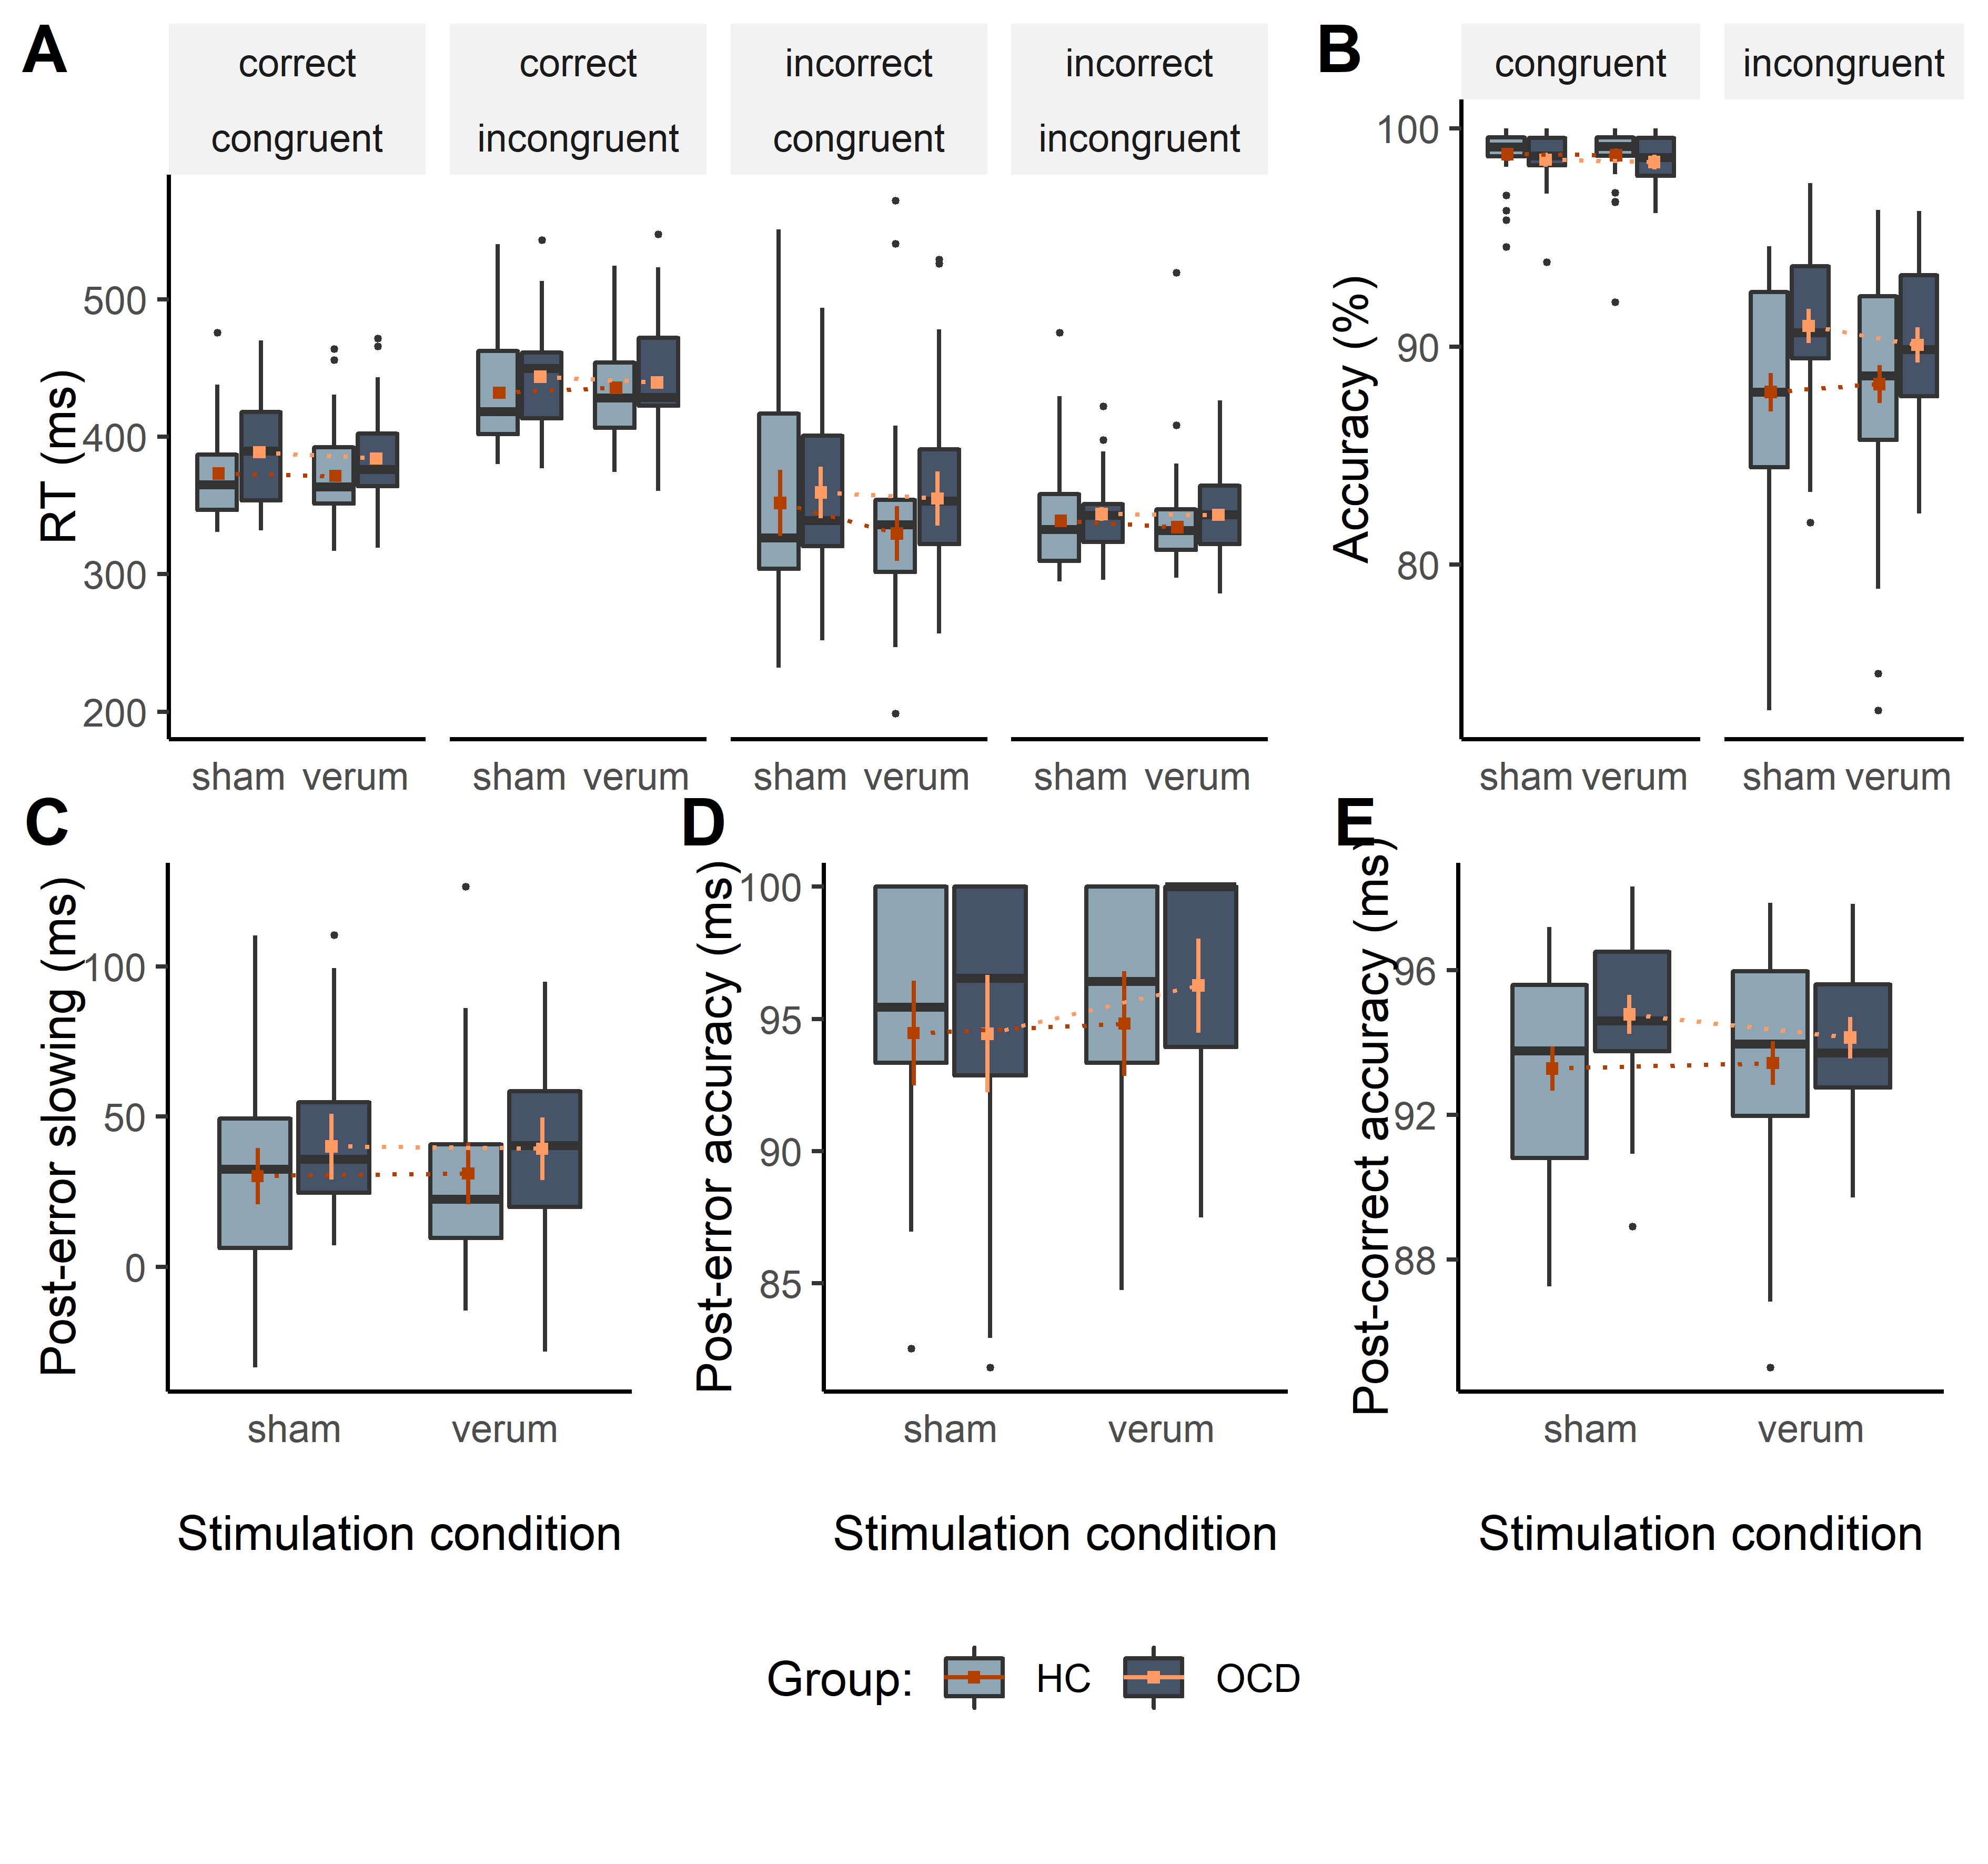 A
correct
correct
incorrect
incorrect
congruent
incongruent
congruent
incongruent
RT (ms)
500
400
300
200
sham verum
sham verum
sham verum
sham verum
B
congruent
incongruent
Accuracy (%)
100
90
80
sham verum
sham verum
C
Post-error slowing (ms)
100
50
0
sham
verum
Stimulation condition
D
Post-error accuracy (ms)
100
95
90
85
sham
verum
Stimulation condition
E
Post-correct accuracy (ms)
96
92
88
sham
verum
Stimulation condition
Group:
HC
OCD